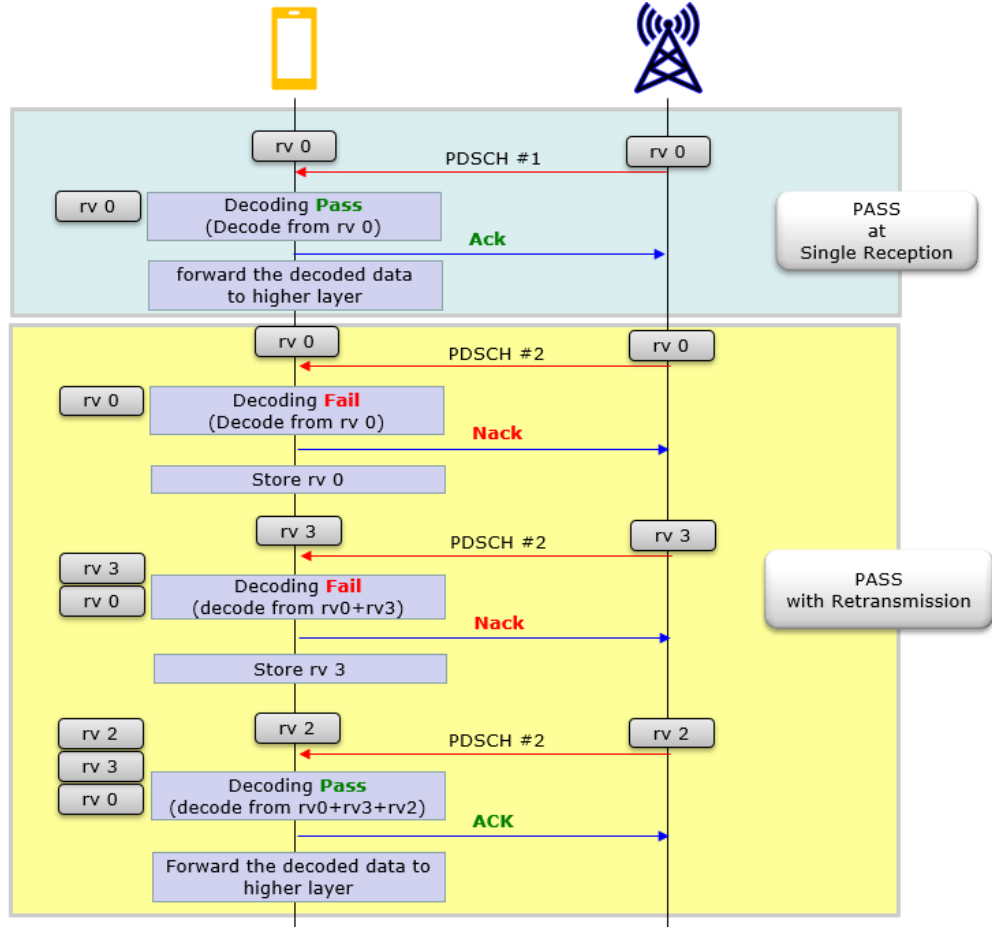 rv 0
rv 0
PDSCH #1
rv 0
Decoding Pass
(Decode from rv 0)
Ack
forward the decoded data
to higher layer
PASS
at
Single Reception
rv 0
rv 0
PDSCH #2
rv 0
Decoding Fail
(Decode from rv 0)
Nack
Store rv 0
rv 3
rv 3
PDSCH #2
rv 3
rv 0
Decoding Fail
(decode from rv0+rv3)
Nack
Store rv 3
PASS
with Retransmission
rv 2
rv 2
PDSCH #2
rv 2
rv 3
rv 0
Decoding Pass
(decode from rv0+rv3+rv2)
ACK
Forward the decoded data to
higher layer